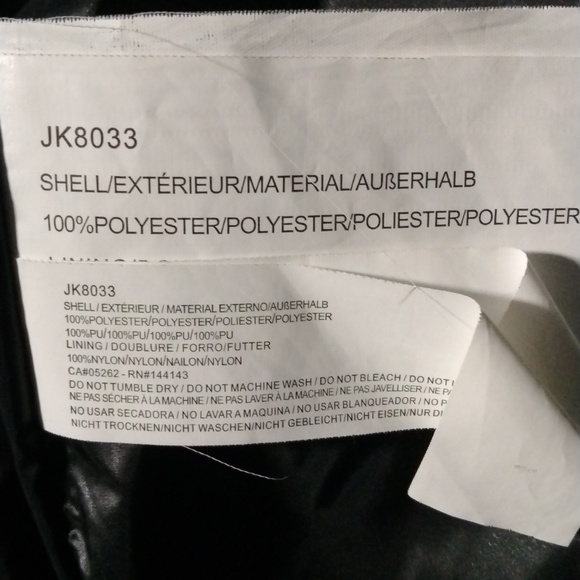 JK8033
SHELL/EXTÉRIEUR/MATERIAL/AUßERHALB
100%POLYESTER/POLYESTER/POLIESTER/POLYESTER
JK8033
SHELL / EXTÉRIEUR / MATERIAL EXTERNO/AUßERHALB
100%POLYESTER/POLYESTER/POLIESTER/POLYESTER
100%PU/100%PU/100%PU/100%PU
LINING / DOUBLURE / FORRO/FUTTER
100%NYLON/NYLON/NAILON/NYLON
CA#05262 - RN#144143
DO NOT TUMBLE DRY / DO NOT MACHINE WASH / DO NOT BLEACH / DO NOT
NE PAS SÉCHER À LA MACHINE / NE PAS LAVER À LA MACHINE / NE PAS JAVELLISER / NE PA
NO USAR SECADORA / NO LAVAR A MAQUINA / NO USAR BLANQUEADOR / NO P
NICHT TROCKNEN/NICHT WASCHEN/NICHT GEBLEICHT/NICHT EISEN/NUR DI